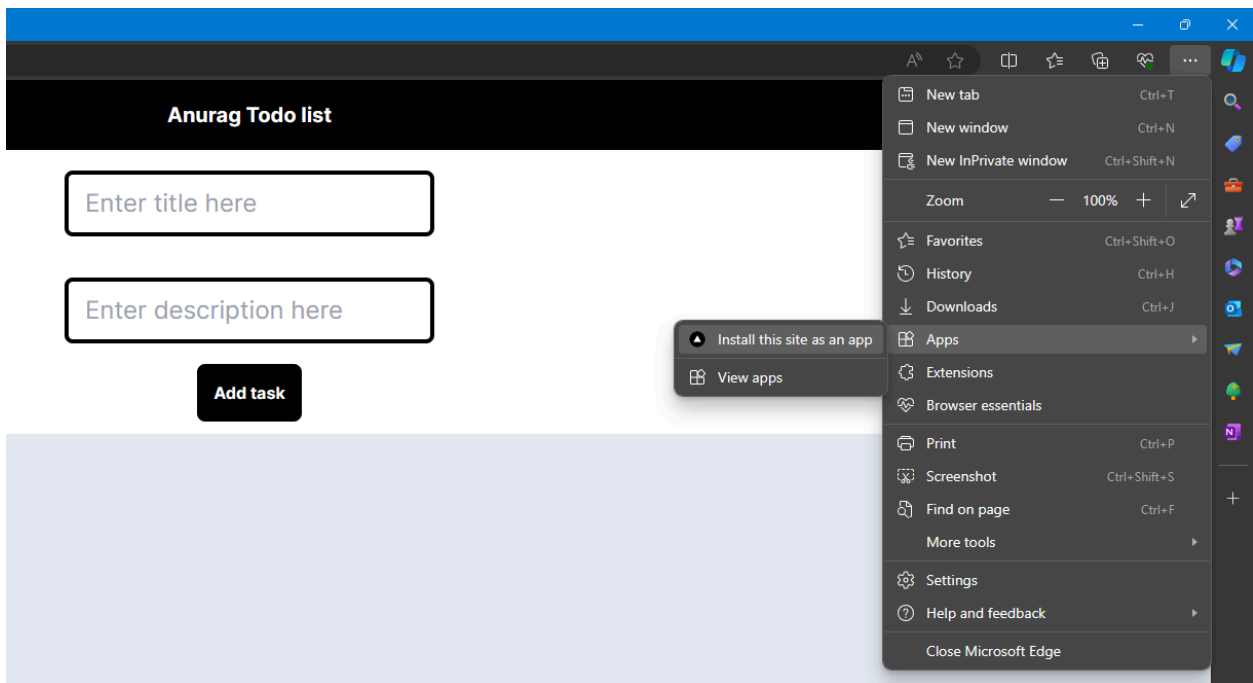 Anurag Todo list
Enter title here
Enter description here
Add task
New tab Ctrl+T
New window Ctrl+N
New InPrivate window Ctrl+Shift+N
Zoom — 100% +
Favorites Ctrl+Shift+O
History Ctrl+H
Downloads Ctrl+J
Apps
Install this site as an app
View apps
Extensions
Browser essentials
Print Ctrl+P
Screenshot Ctrl+Shift+S
Find on page Ctrl+F
More tools
Settings
Help and feedback
Close Microsoft Edge